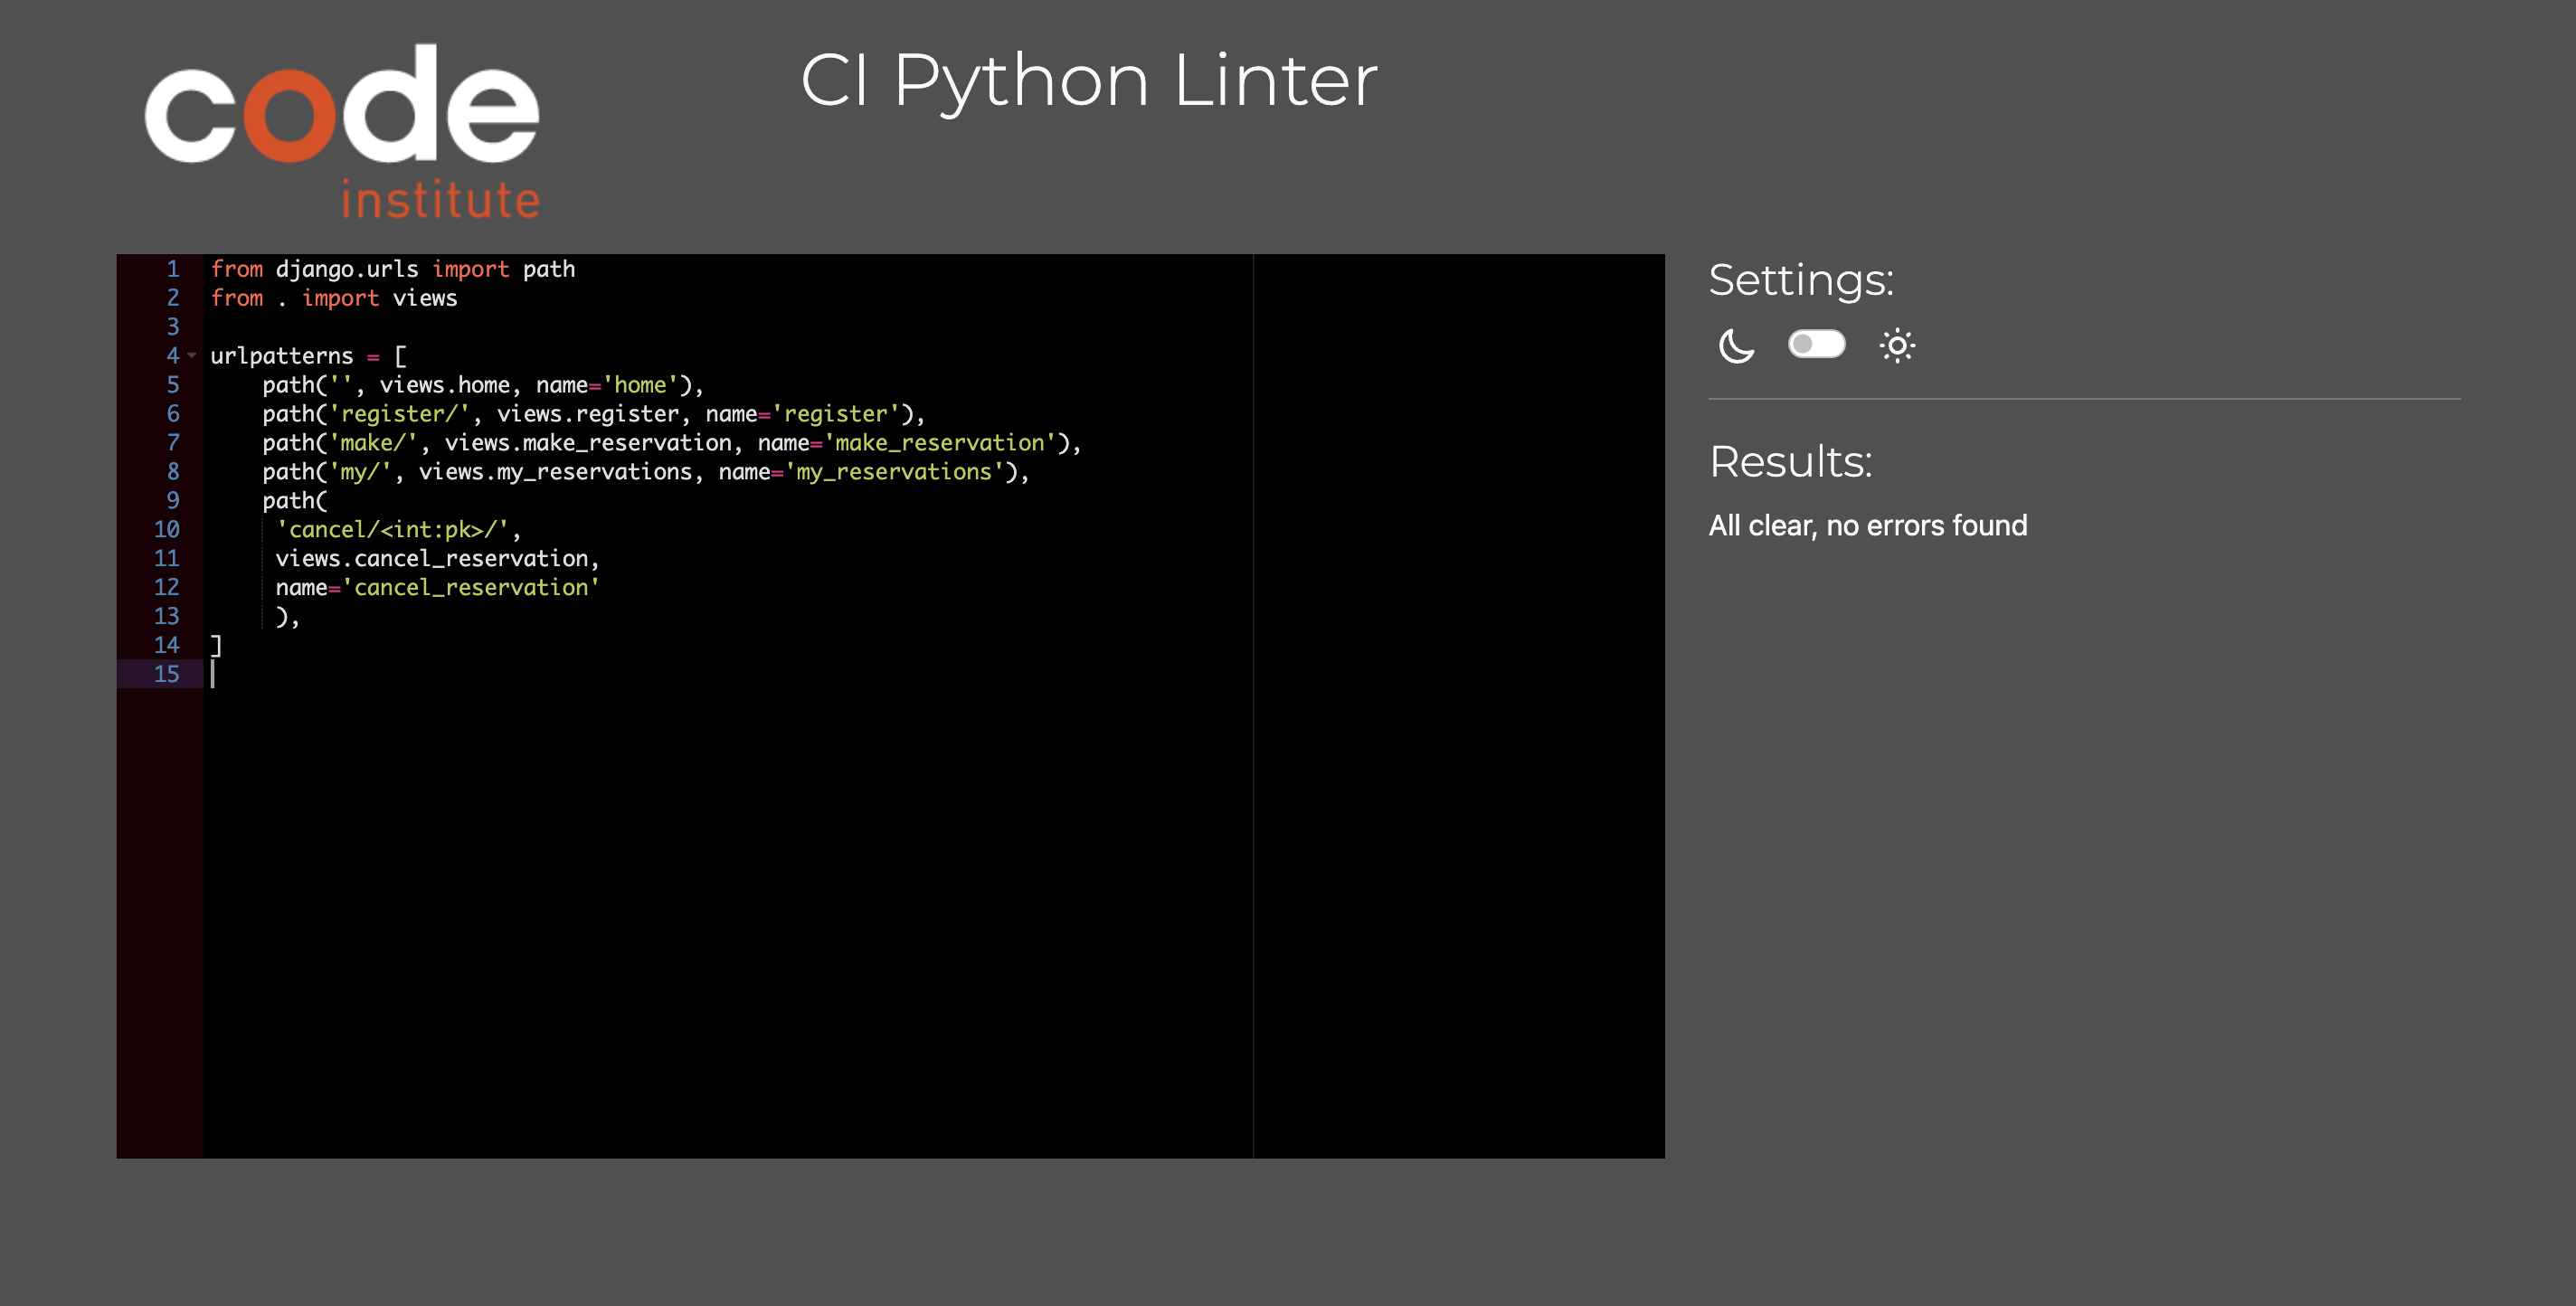 code
institute
CI Python Linter
1 from django.urls import path
2 from . import views
3
4 urlpatterns = [
5     path('', views.home, name='home'),
6     path('register/', views.register, name='register'),
7     path('make/', views.make_reservation, name='make_reservation'),
8     path('my/', views.my_reservations, name='my_reservations'),
9     path(
10      'cancel/<int:pk>/',
11      views.cancel_reservation,
12      name='cancel_reservation'
13      ),
14 ]
15
Settings:
Results:
All clear, no errors found